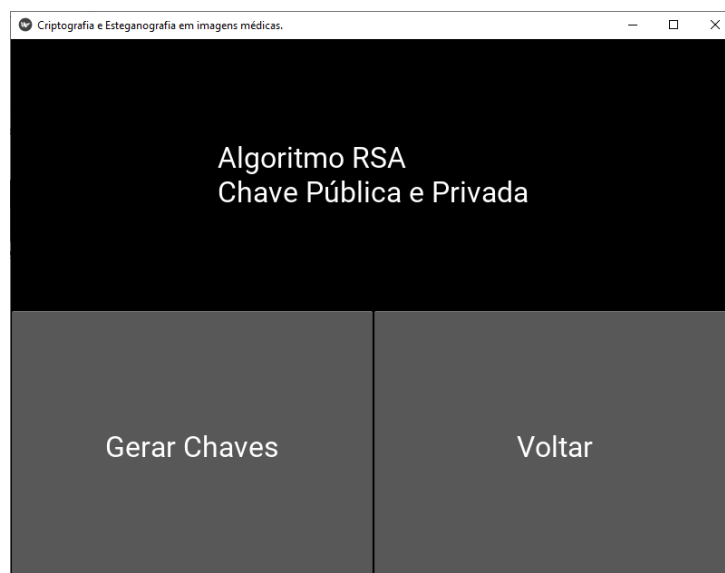 Criptografia e Esteganografia em imagens médicas.
Algoritmo RSA
Chave Pública e Privada
Gerar Chaves
Voltar